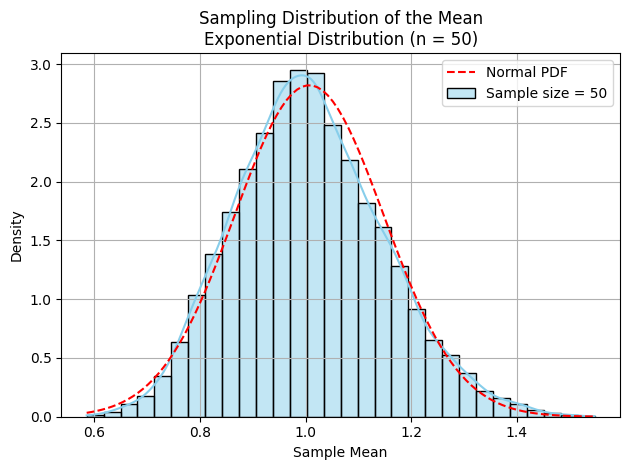 Sampling Distribution of the Mean
Exponential Distribution (n = 50)
Normal PDF
Sample size = 50
Density
3.0
2.5
2.0
1.5
1.0
0.5
0.0
0.6
0.8
1.0
1.2
1.4
Sample Mean